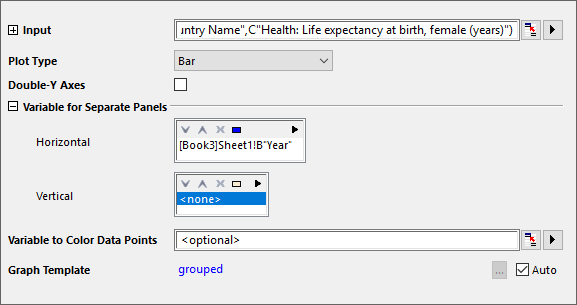 Input
untry Name",C"Health: Life expectancy at birth, female (years)")
Plot Type
Bar
Double-Y Axes
Variable for Separate Panels
Horizontal
[Book3]Sheet1!B"Year"
Vertical
<none>
Variable to Color Data Points
<optional>
Graph Template
grouped
...
Auto